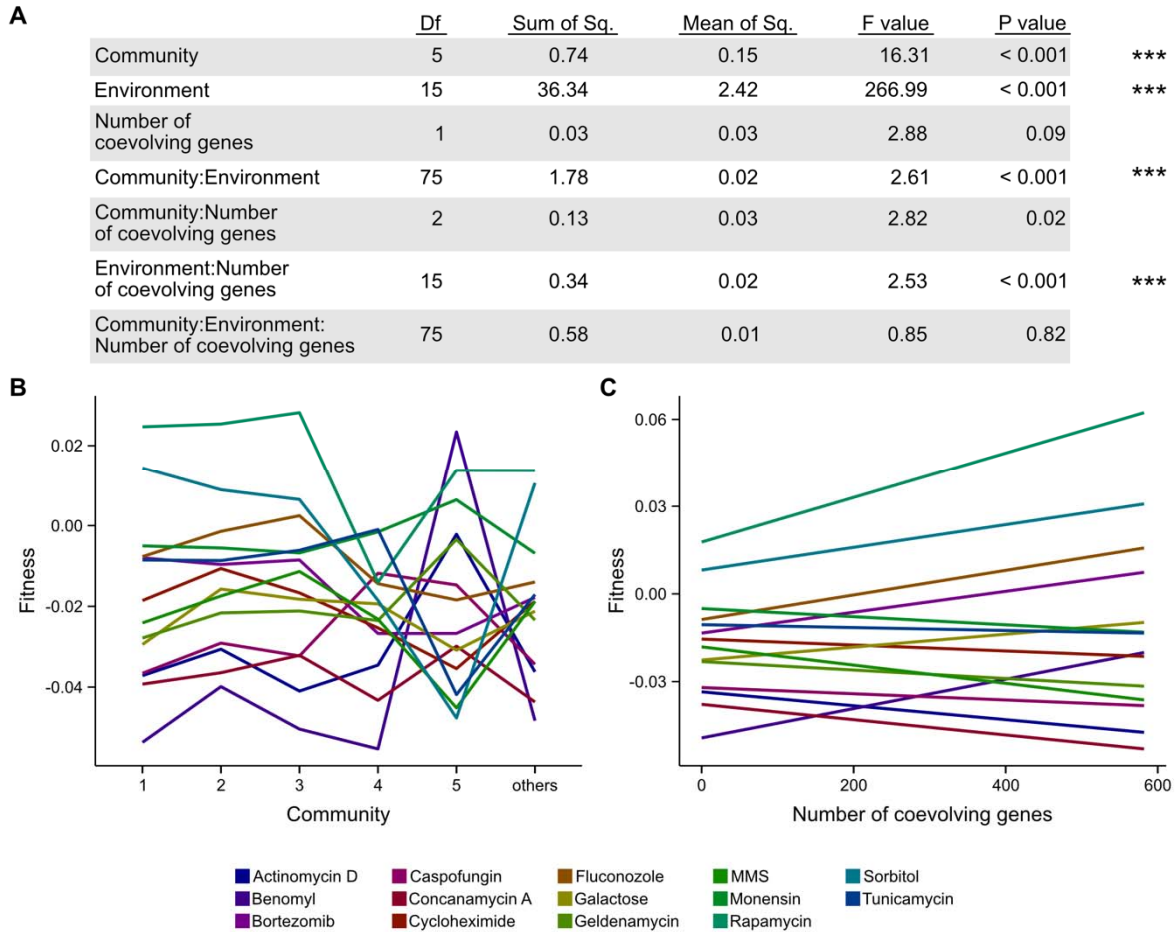 A
Df Sum of Sq. Mean of Sq. F value P value
Community 5 0.74 0.15 16.31 < 0.001 ***
Environment 15 36.34 2.42 266.99 < 0.001 ***
Number of
coevolving genes 1 0.03 0.03 2.88 0.09
Community:Environment 75 1.78 0.02 2.61 < 0.001 ***
Community:Number
of coevolving genes 2 0.13 0.03 2.82 0.02
Environment:Number
of coevolving genes 15 0.34 0.02 2.53 < 0.001 ***
Community:Environment:
Number of coevolving genes 75 0.58 0.01 0.85 0.82
B
0.02
0.00
-0.02
-0.04
Fitness
1 2 3 4 5 others
Community
C
0.06
0.03
0.00
-0.03
Fitness
0 200 400 600
Number of coevolving genes
Actinomycin D Caspofungin Fluconozole MMS Sorbitol
Benomyl Concanamycin A Galactose Monensin Tunicamycin
Bortezomib Cycloheximide Geldenamycin Rapamycin